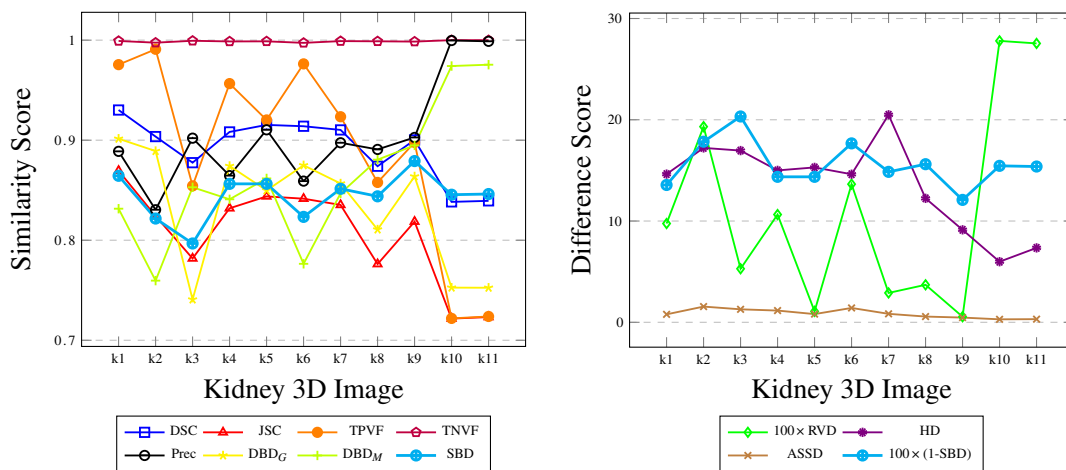 1
0.9
0.8
0.7
k1 k2 k3 k4 k5 k6 k7 k8 k9 k10 k11
Similarity Score
Kidney 3D Image
DSC JSC TPVF TNVF
Prec DBD_G DBD_M SBD
30
20
10
0
k1 k2 k3 k4 k5 k6 k7 k8 k9 k10 k11
Difference Score
Kidney 3D Image
100×RVD HD
ASSD 100×(1-SBD)